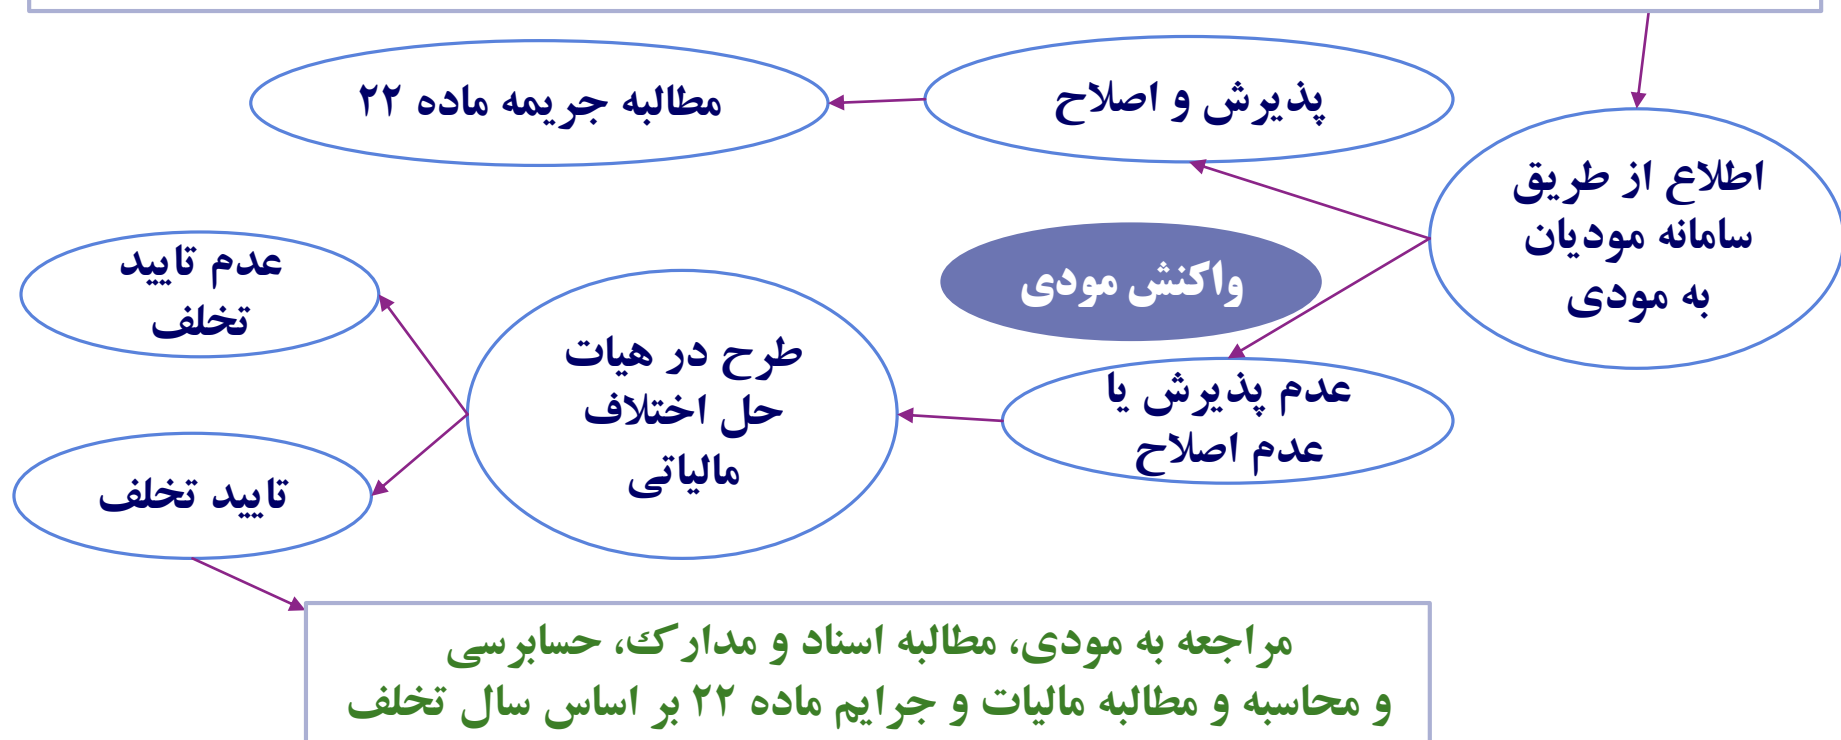 مطالبه جریمه ماده ۲۲
پذیرش و اصلاح
اطلاع از طریق
سامانه مودیان
به مودی
واکنش مودی
عدم پذیرش یا
عدم اصلاح
طرح در هیات
حل اختلاف
مالیاتی
عدم تایید
تخلف
تایید تخلف
مراجعه به مودی، مطالبه اسناد و مدارک، حسابرسی
و محاسبه و مطالبه مالیات و جرایم ماده ۲۲ بر اساس سال تخلف